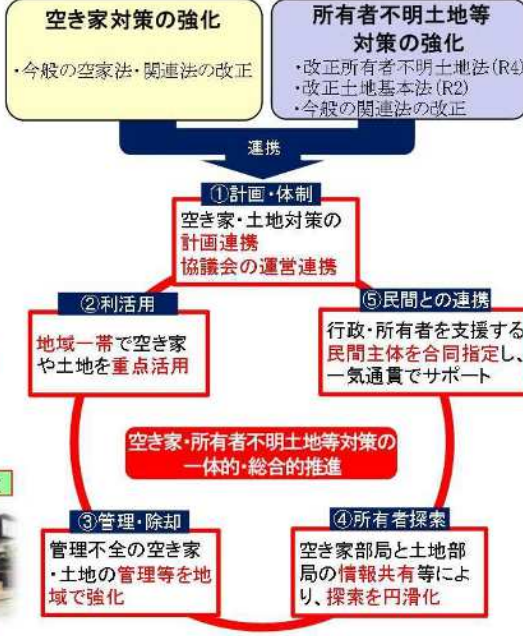 空き家対策の強化
・今般の空家法・関連法の改正
所有者不明土地等
対策の強化
・改正所有者不明土地法(R4)
・改正土地基本法(R2)
・今般の関連法の改正
連携
①計画・体制
空き家・土地対策の
計画連携
協議会の運営連携
②利活用
地域一帯で空き家
や土地を重点活用
⑤民間との連携
行政・所有者を支援する
民間主体を合同指定し、
一気通貫でサポート
空き家・所有者不明土地等対策の
一体的・総合的推進
③管理・除却
管理不全の空き家
・土地の管理等を地
域で強化
④所有者探索
空き家部局と土地部
局の情報共有等によ
り、探索を円滑化